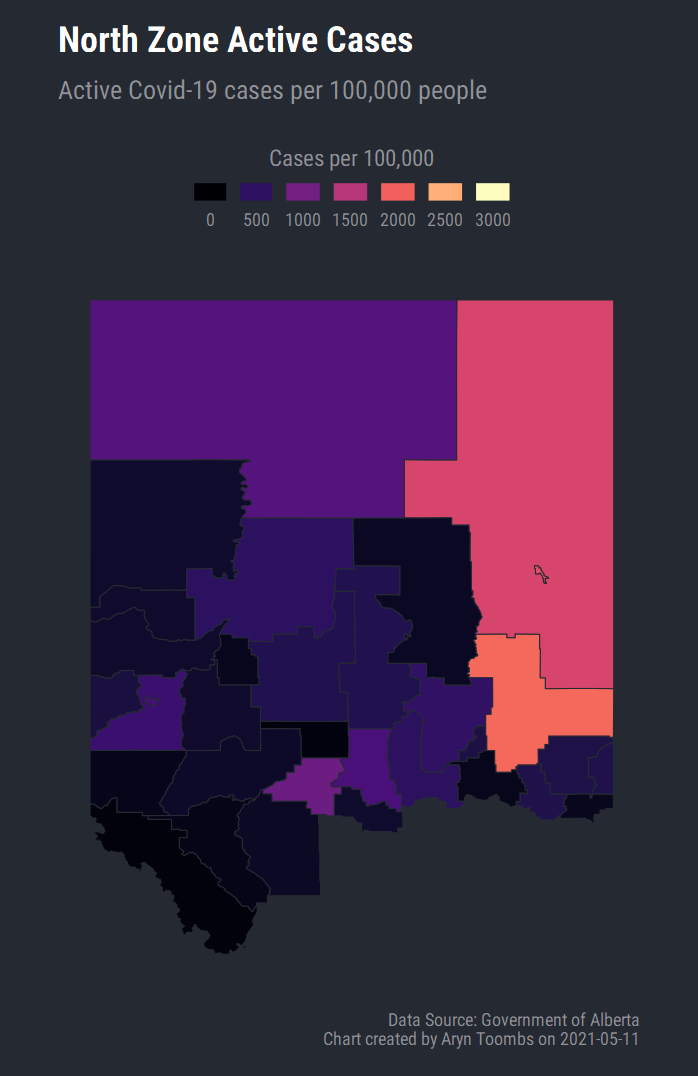 North Zone Active Cases
Active Covid-19 cases per 100,000 people
Cases per 100,000
0 500 1000 1500 2000 2500 3000
Data Source: Government of Alberta
Chart created by Aryn Toombs on 2021-05-11